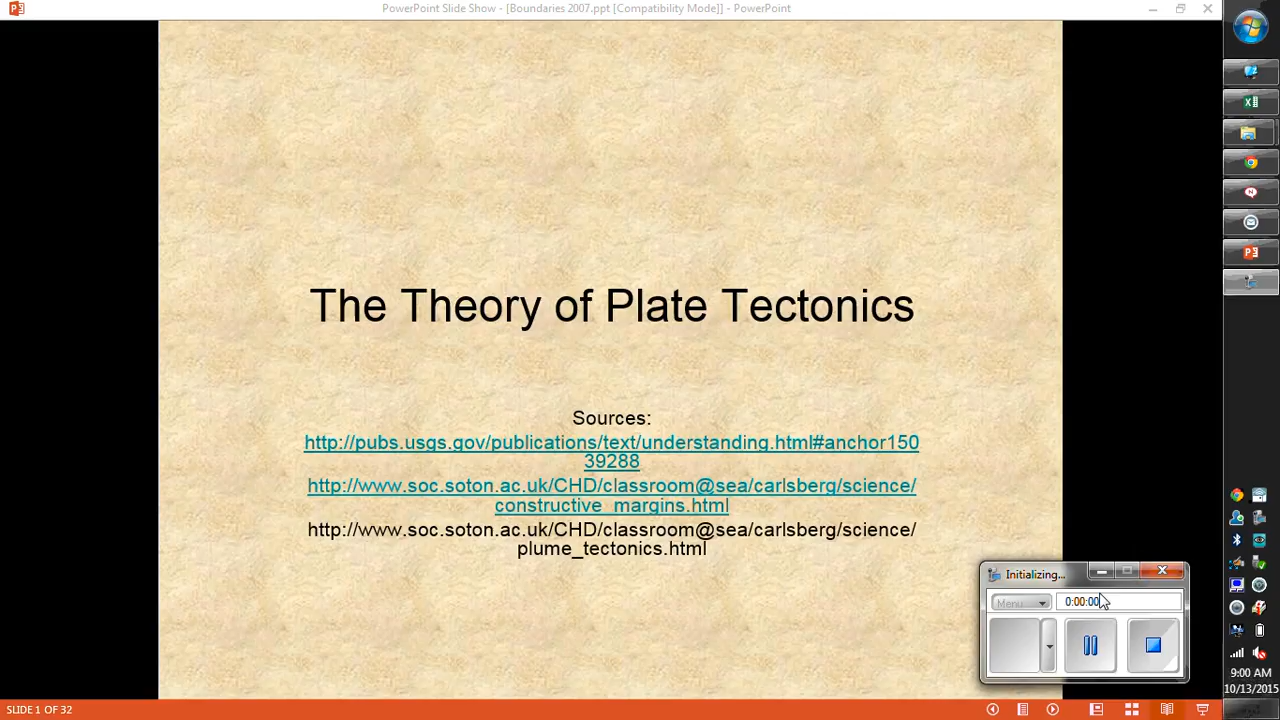 PowerPoint Slide Show - [Boundaries 2007.ppt [Compatibility Mode]] - PowerPoint
The Theory of Plate Tectonics
Sources:
http://pubs.usgs.gov/publications/text/understanding.html#anchor150
39288
http://www.soc.soton.ac.uk/CHD/classroom@sea/carlsberg/science/
constructive_margins.html
http://www.soc.soton.ac.uk/CHD/classroom@sea/carlsberg/science/
plume_tectonics.html
Initializing...
Menu
0:00:00
9:00 AM
10/13/2015
SLIDE 1 OF 32